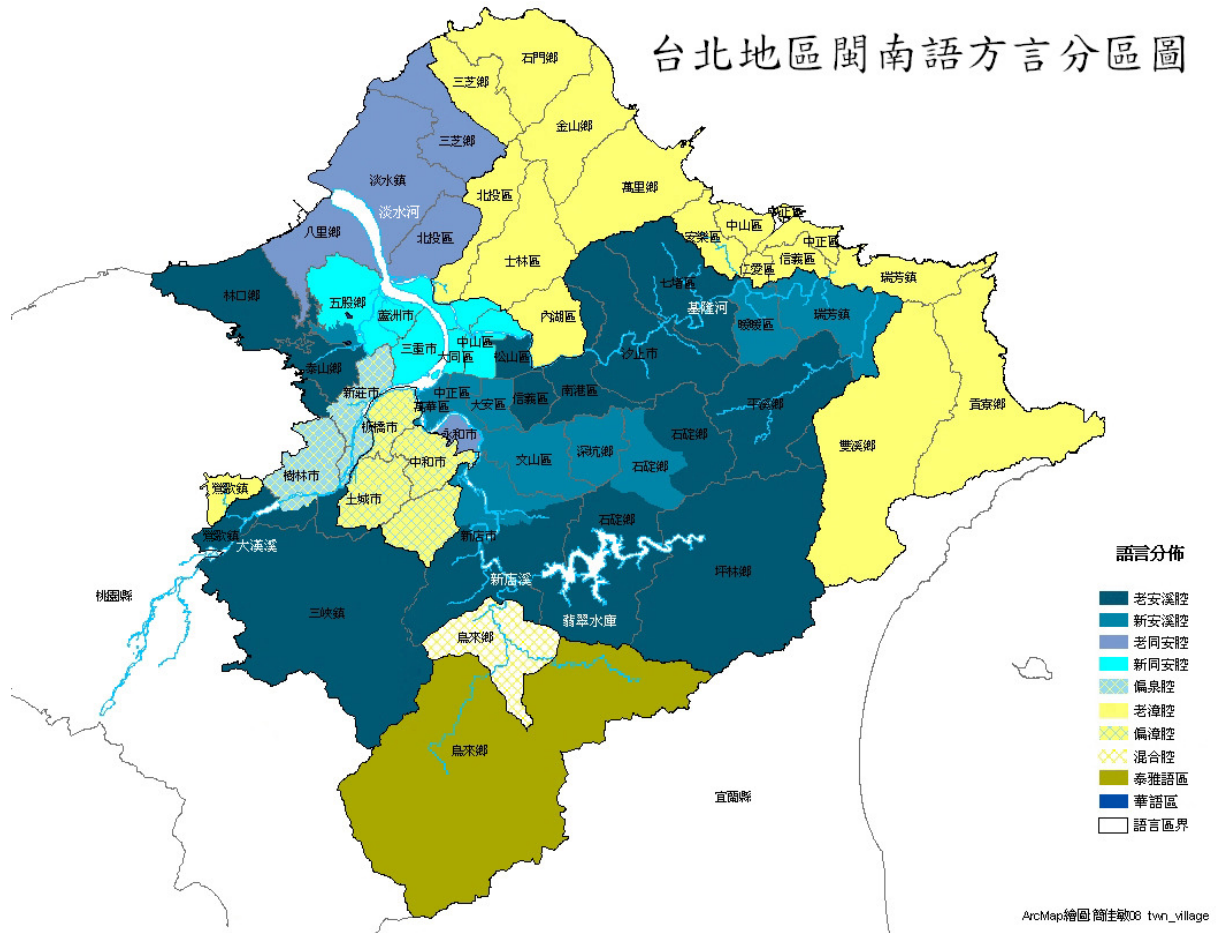 台北地區閩南語方言分區圖
石門鄉
三芝鄉
金山鄉
三芝鄉
淡水鎮
北投區
萬里鄉
淡水河
中正區
中山區
八里鄉
北投區
安樂區
中正區
士林區
仁愛區
信義區
瑞芳鎮
林口鄉
五股鄉
七堵區
內湖區
基隆河
蘆洲市
瑞芳鎮
暖暖區
中山區
三重市
大同區
松山區
汐止市
泰山鄉
新莊市
中正區
萬華區
大安區
信義區
南港區
平溪鄉
貢寮鄉
板橋市
永和市
石碇鄉
雙溪鄉
中和市
文山區
深坑鄉
石碇鄉
樹林市
鶯歌鎮
土城市
鶯歌鎮
大漢溪
新店市
石碇鄉
坪林鄉
新店溪
桃園縣
三峽鎮
翡翠水庫
烏來鄉
烏來鄉
宜蘭縣
語言分佈
老安溪腔
新安溪腔
老同安腔
新同安腔
偏泉腔
老漳腔
偏漳腔
混合腔
泰雅語區
華語區
語言區界
ArcMap繪圖簡佳敏08 twn_village